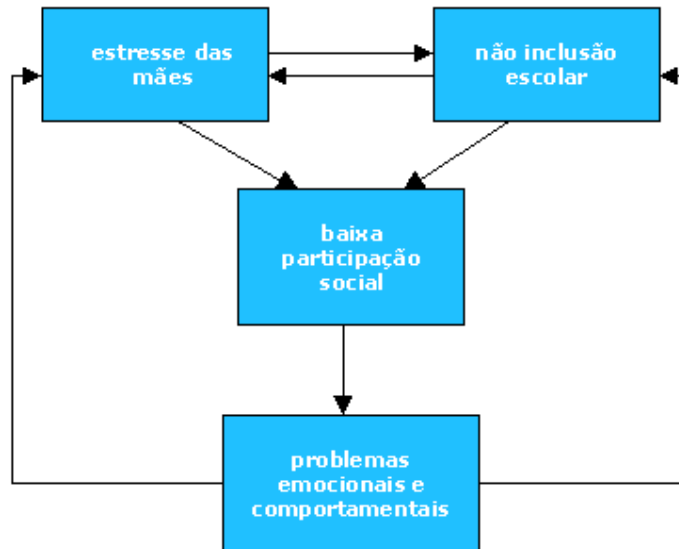 estresse das
mães
não inclusão
escolar
baixa
participação
social
problemas
emocionais e
comportamentais